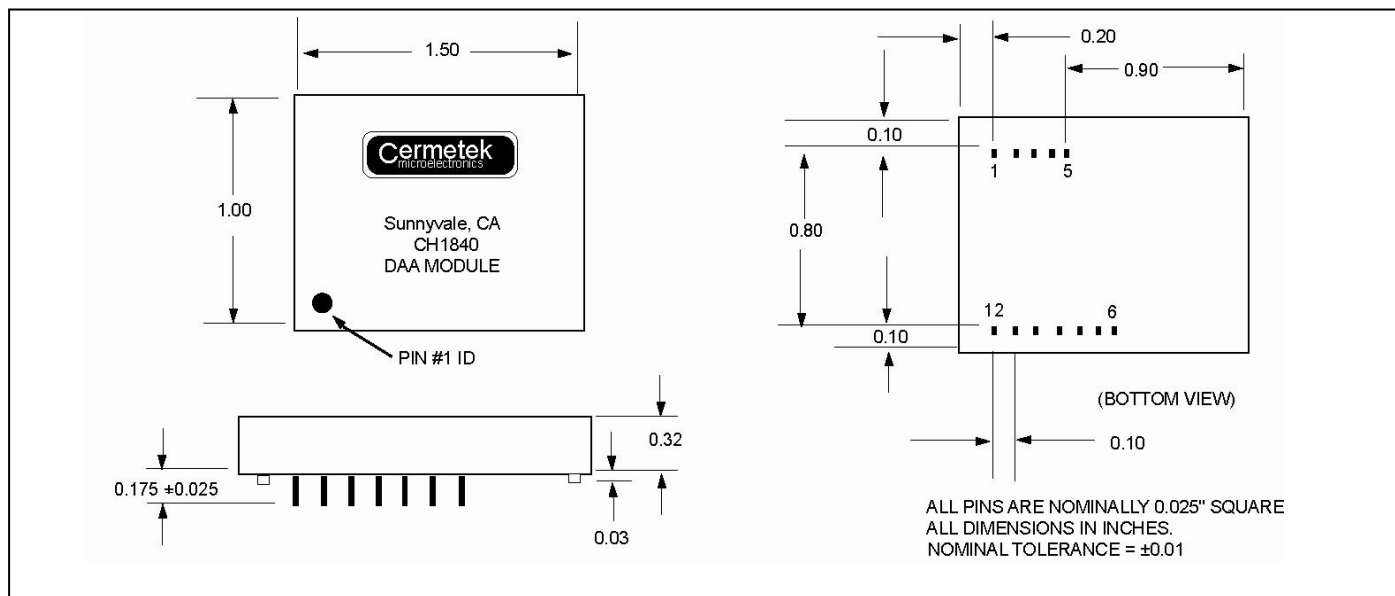 1.50
1.00
Cermetek
microelectronics
Sunnyvale, CA
CH1840
DAA MODULE
PIN #1 ID
0.32
0.175 ±0.025
0.03
0.20
0.90
0.10
1 5
0.80
12 6
0.10
(BOTTOM VIEW)
0.10
ALL PINS ARE NOMINALLY 0.025" SQUARE
ALL DIMENSIONS IN INCHES.
NOMINAL TOLERANCE = ±0.01